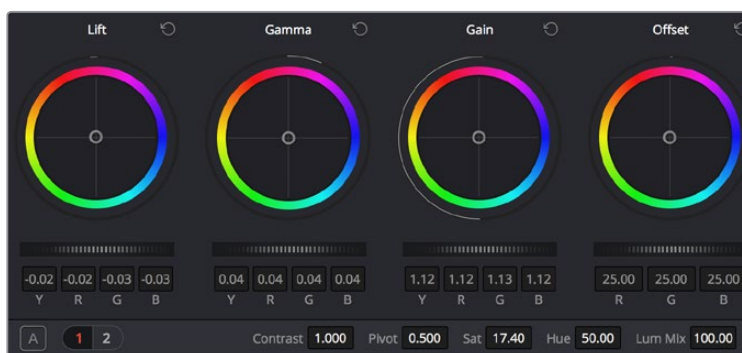 Lift Gamma Gain Offset
-0.02 -0.02 -0.03 -0.03 0.04 0.04 0.04 0.04 1.12 1.12 1.13 1.12 25.00 25.00 25.00
Y R G B Y R G B Y R G B R G B
A 1 2 Contrast 1.000 Pivot 0.500 Sat 17.40 Hue 50.00 Lum Mix 100.00